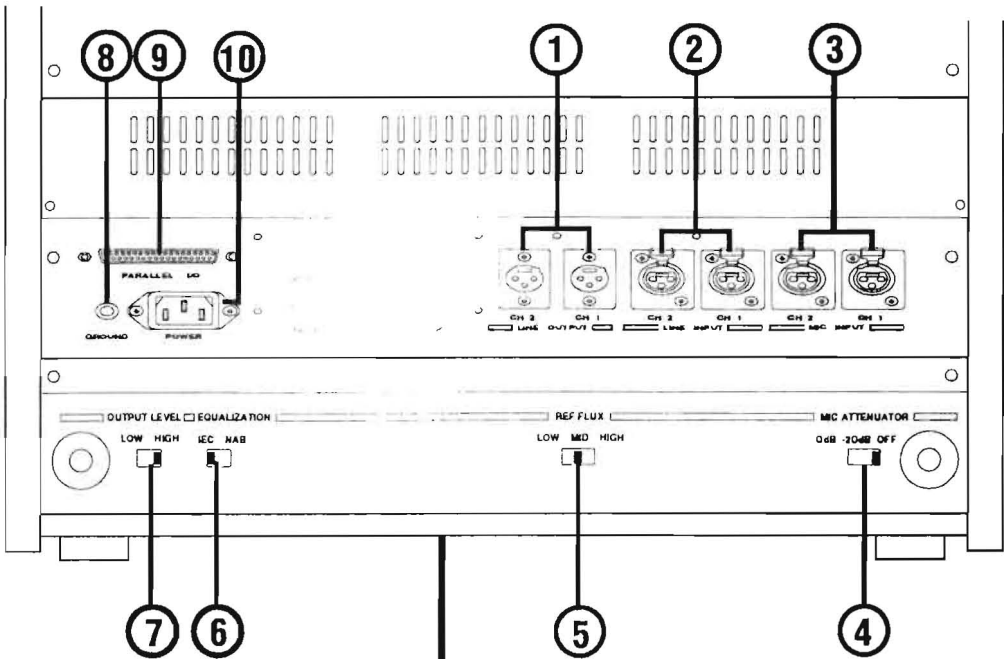 8 9 10 1 2 3
PARALLEL I/O
GROUND POWER
CH 2 CH 1 CH 2 CH 1 CH 2 CH 1
LINE OUTPUT LINE INPUT MIC INPUT
OUTPUT LEVEL EQUALIZATION REF FLUX MIC ATTENUATOR
LOW HIGH IEC NAB LOW MID HIGH 0dB -20dB OFF
7 6 5 4